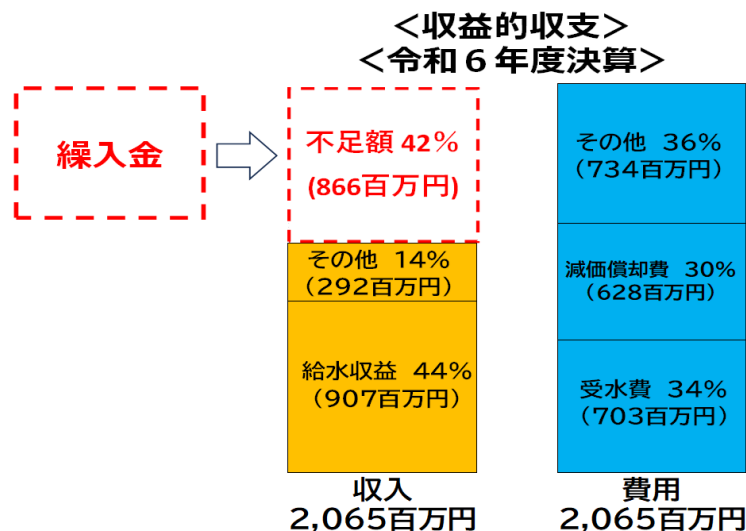 ＜収益的収支＞
＜令和６年度決算＞
繰入金
不足額 42％
(866百万円)
その他 14％
（292百万円）
給水収益 44％
（907百万円）
収入
2,065百万円
その他 36％
（734百万円）
減価償却費 30％
（628百万円）
受水費 34％
（703百万円）
費用
2,065百万円